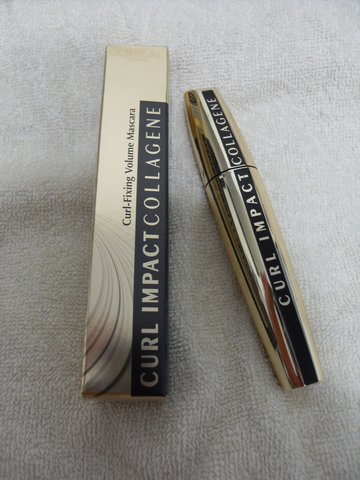 L'ORÉAL
Curl-Fixing Volume Mascara
CURL IMPACT COLLAGENE
CURL IMPACT COLLAGENE